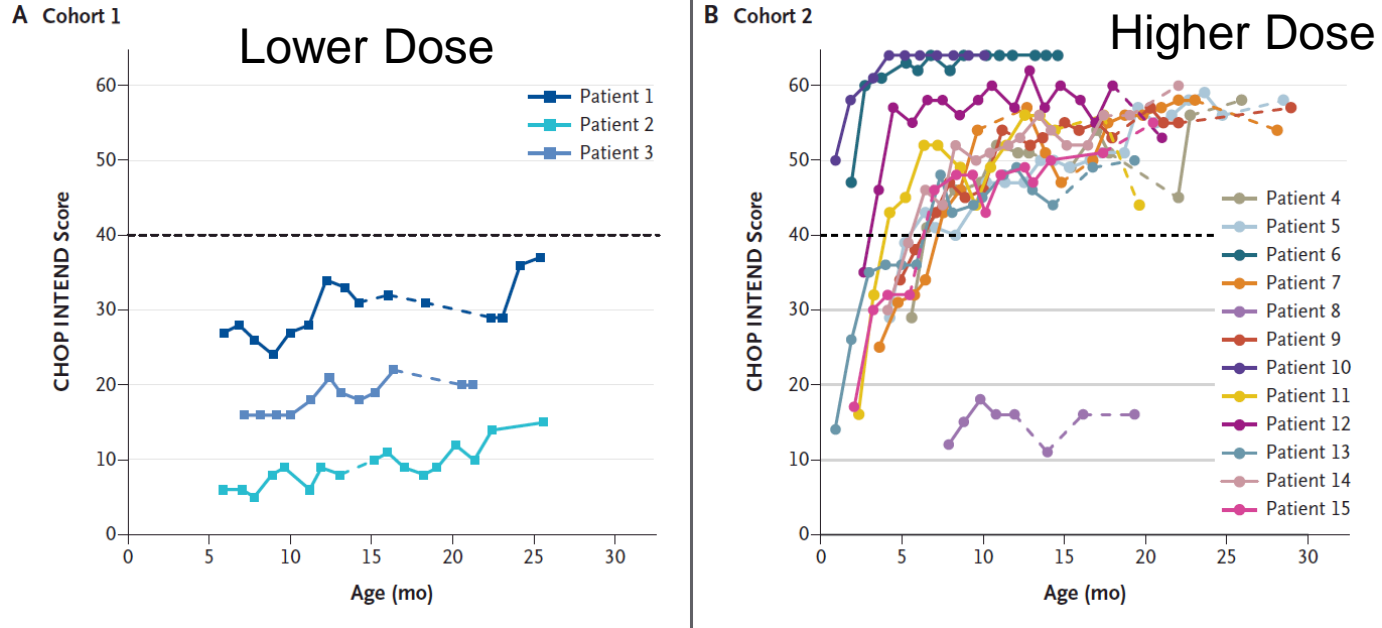 A Cohort 1
Lower Dose
CHOP INTEND Score
60
50
40
30
20
10
0
0 5 10 15 20 25 30
Age (mo)
Patient 1
Patient 2
Patient 3
B Cohort 2
Higher Dose
CHOP INTEND Score
60
50
40
30
20
10
0
0 5 10 15 20 25 30
Age (mo)
Patient 4
Patient 5
Patient 6
Patient 7
Patient 8
Patient 9
Patient 10
Patient 11
Patient 12
Patient 13
Patient 14
Patient 15